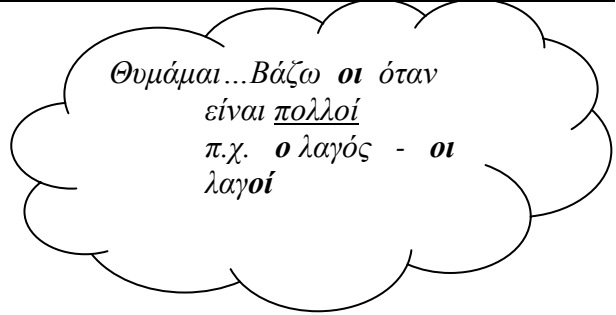 Θυμάμαι…Βάζω οι όταν
είναι πολλοί
π.χ. ο λαγός - οι
λαγοί